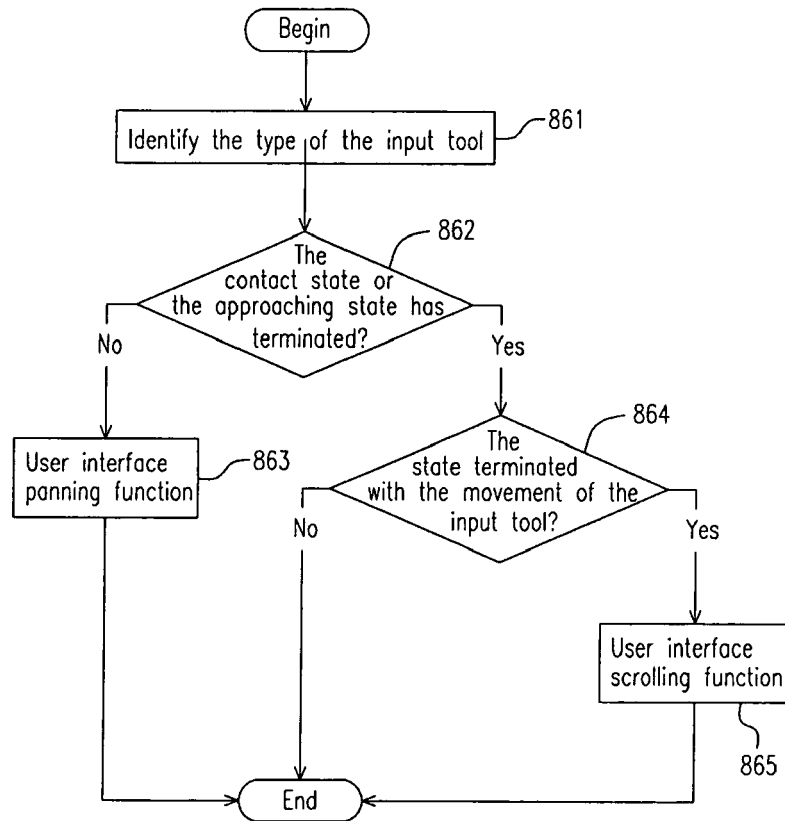 Begin
Identify the type of the input tool
861
The
contact state or
the approaching state has
terminated?
862
No
Yes
User interface
panning function
863
The
state terminated
with the movement of the
input tool?
864
No
Yes
User interface
scrolling function
865
End